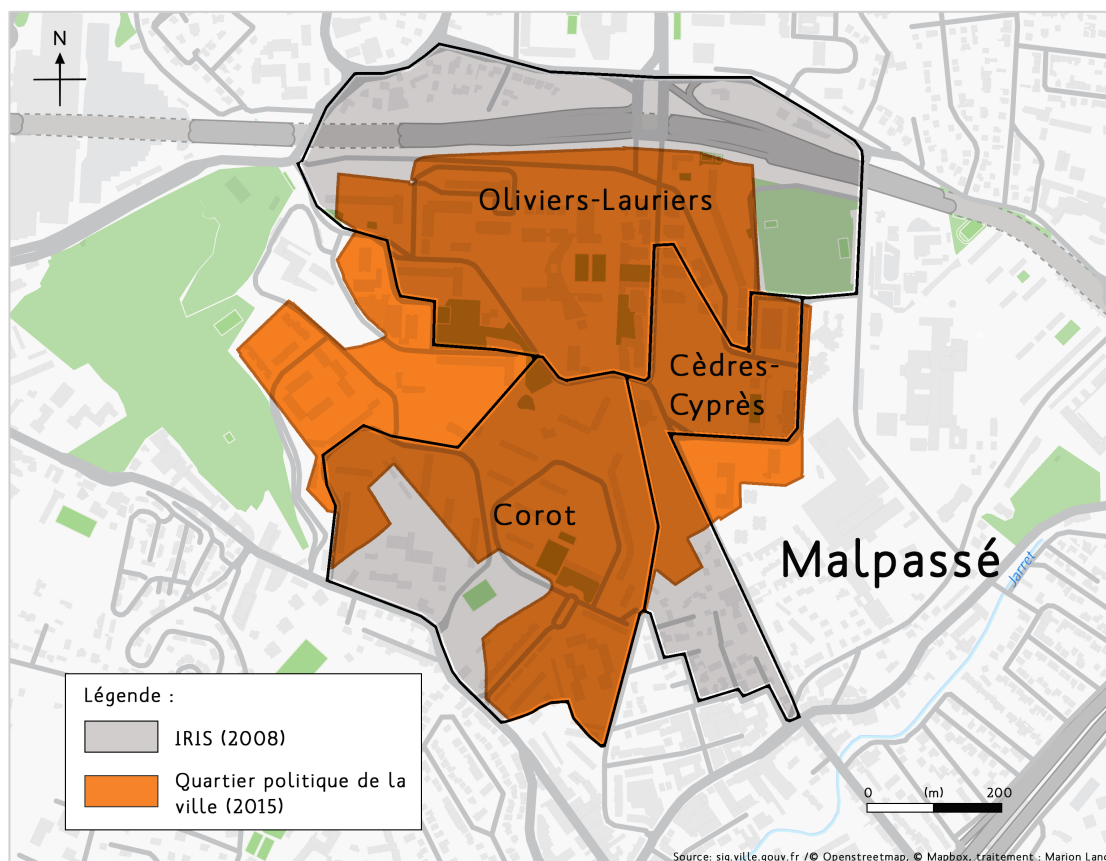 N
Oliviers-Lauriers
Cèdres-
Cyprès
Corot
Malpassé
Jarret
Légende :
IRIS (2008)
Quartier politique de la
ville (2015)
0 (m) 200
Source: sig.ville.gouv.fr /© Openstreetmap, © Mapbox, traitement : Marion Lang